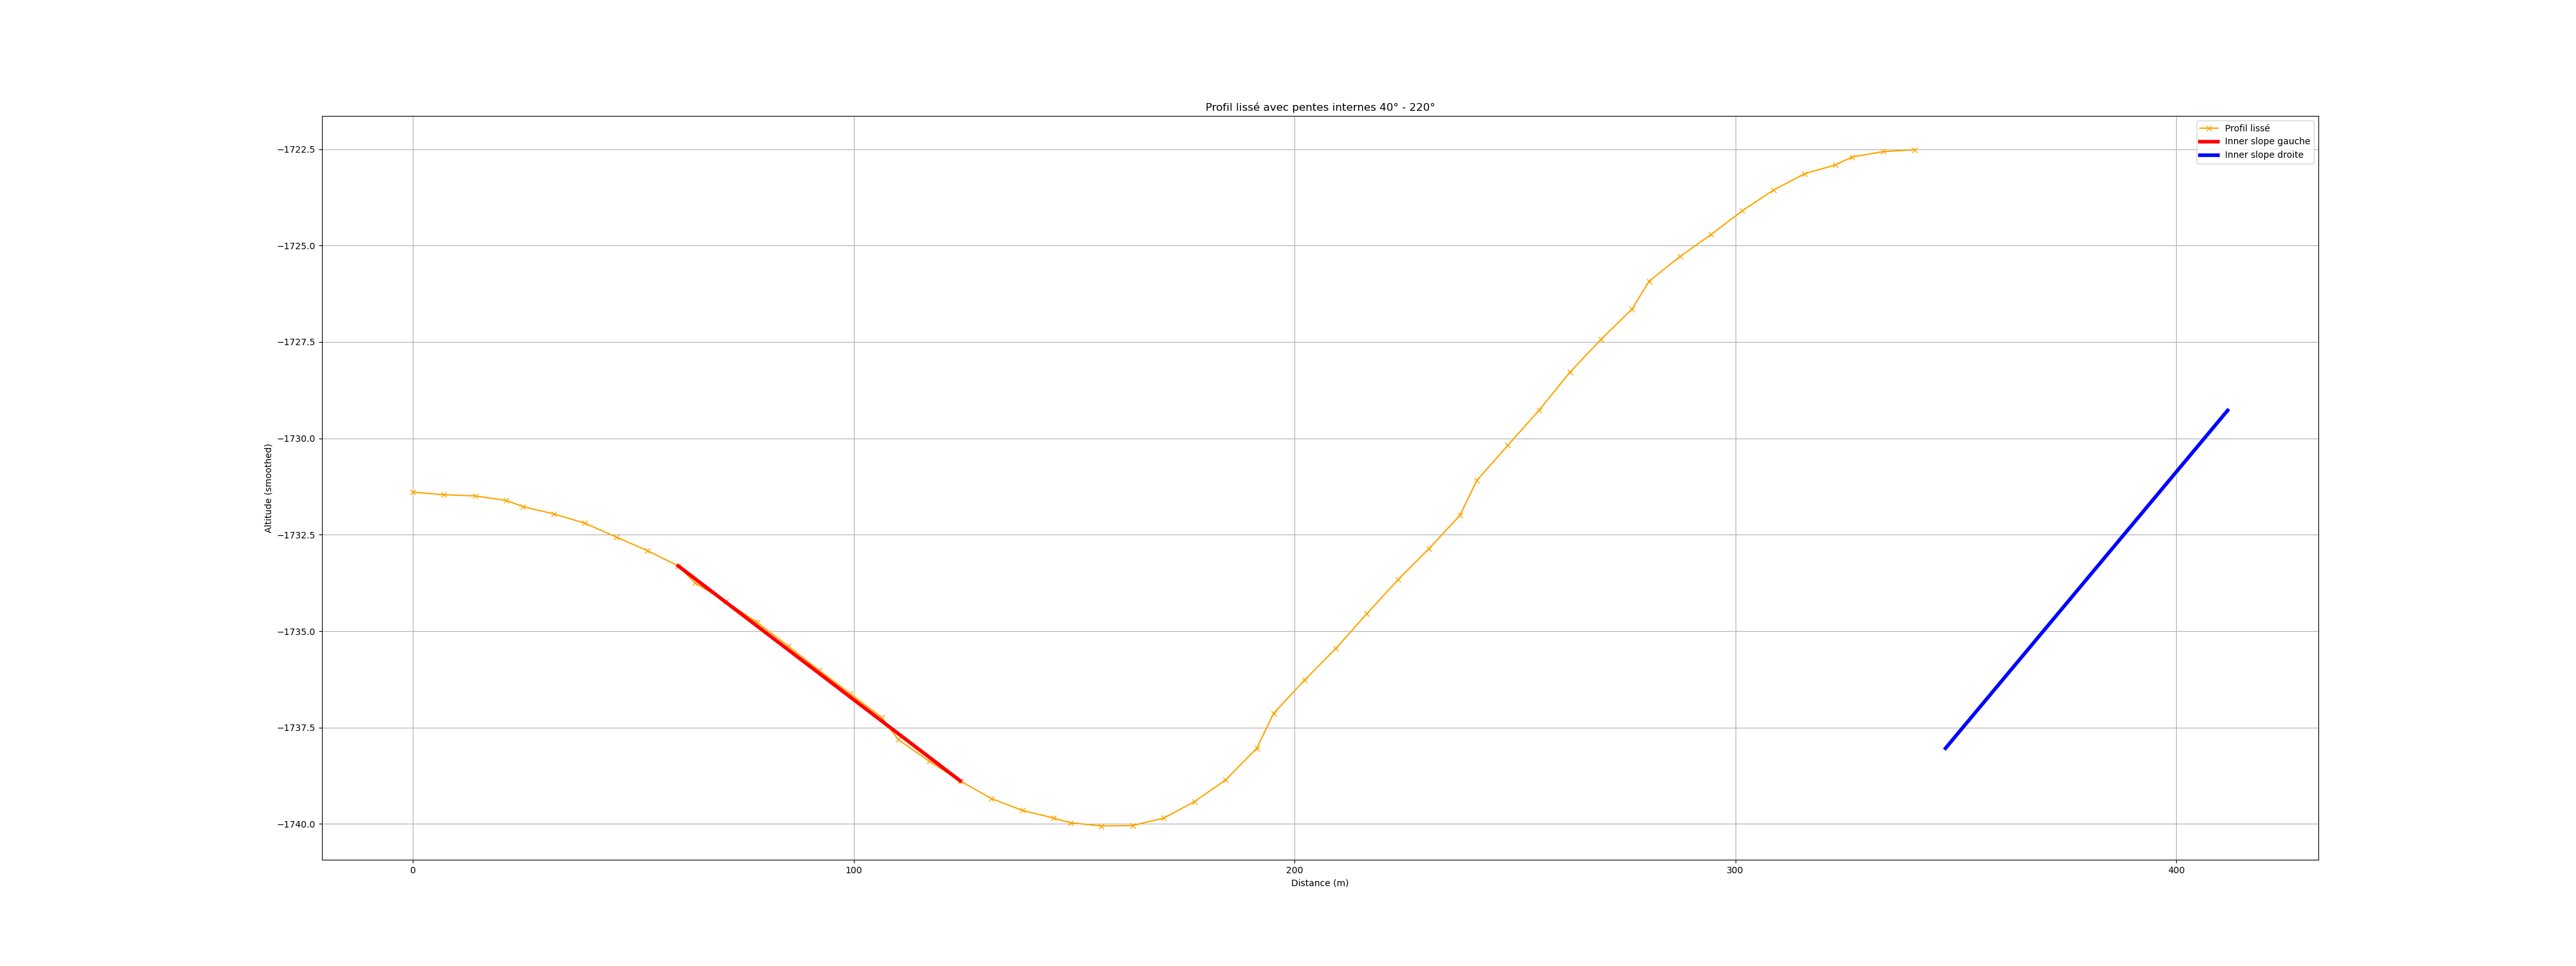 Profil lissé avec pentes internes 40° - 220°
Profil lissé
Inner slope gauche
Inner slope droite
−1722.5
−1725.0
−1727.5
−1730.0
−1732.5
−1735.0
−1737.5
−1740.0
Altitude (smoothed)
0 100 200 300 400
Distance (m)